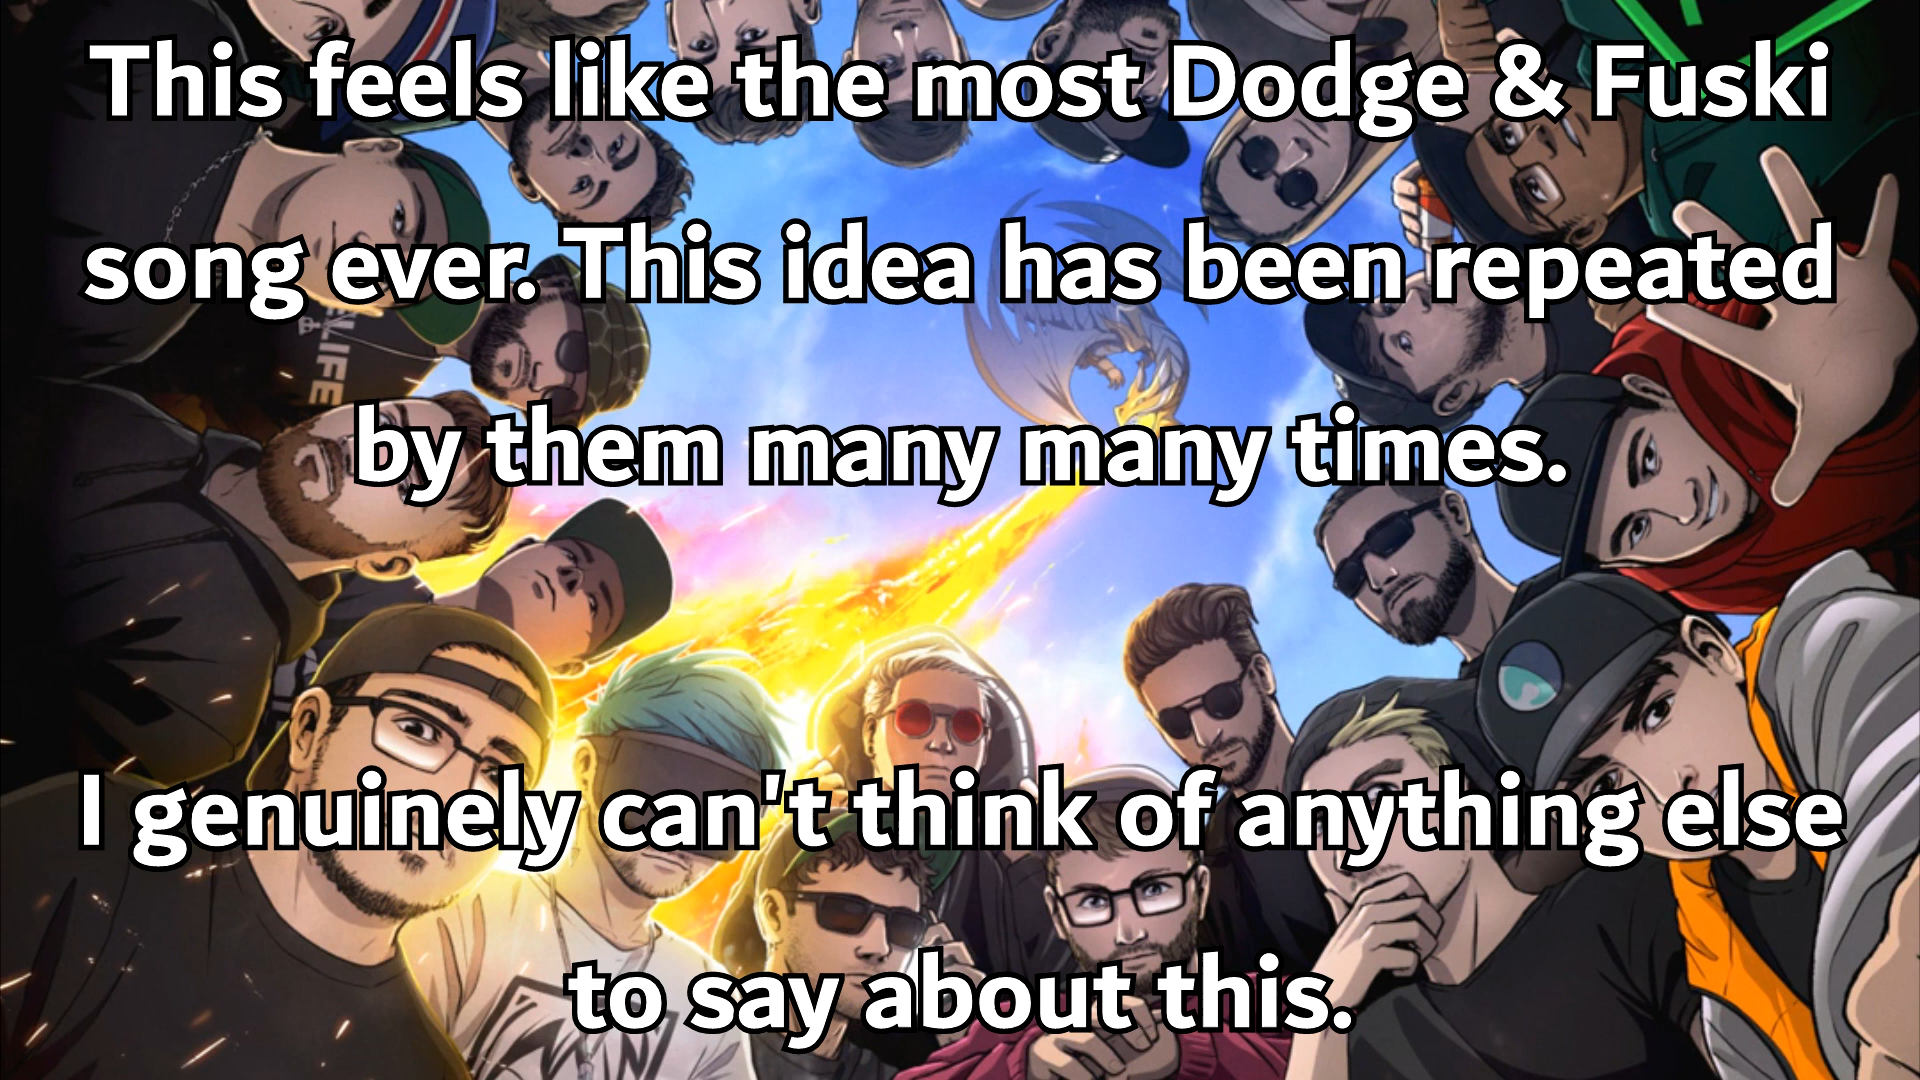 This feels like the most Dodge & Fuski
song ever. This idea has been repeated
by them many many times.
I genuinely can't think of anything else
to say about this.
LIFE